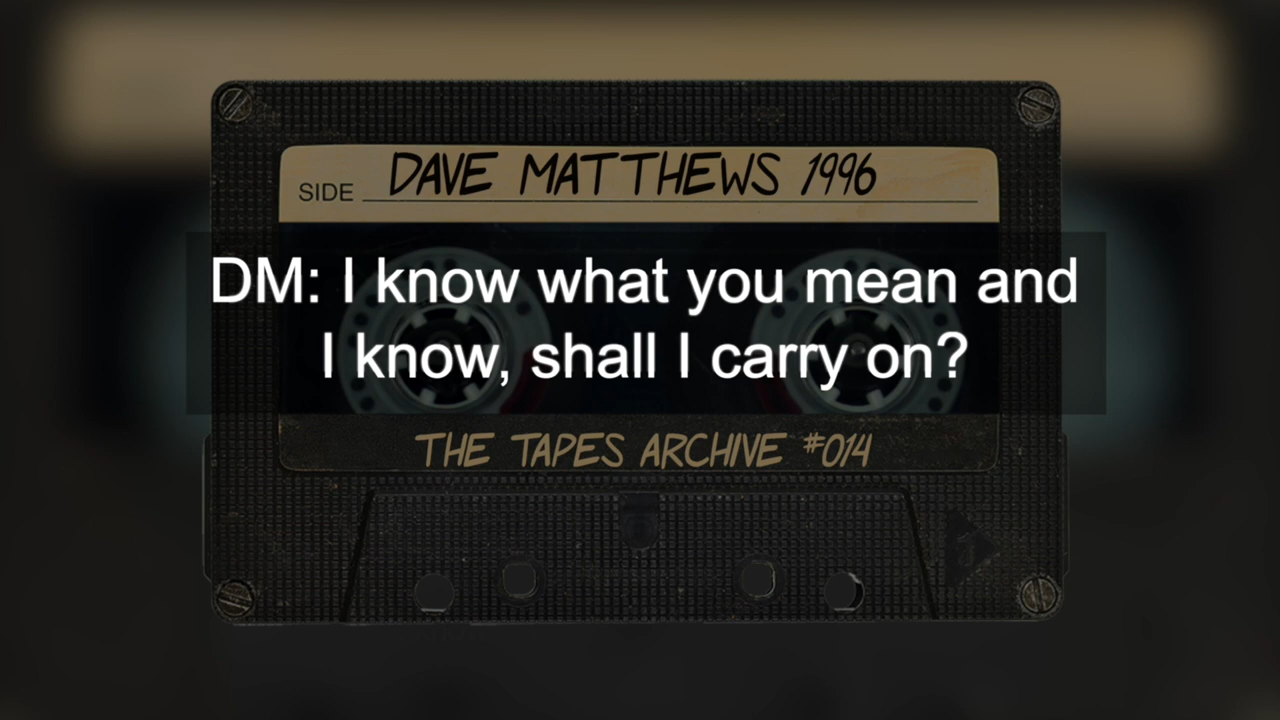 DAVE MATTHEWS 1996
SIDE
DM: I know what you mean and
I know, shall I carry on?
THE TAPES ARCHIVE #014